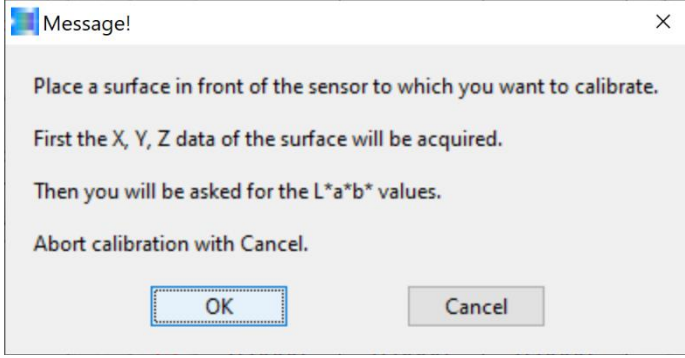 Message!
Place a surface in front of the sensor to which you want to calibrate.
First the X, Y, Z data of the surface will be acquired.
Then you will be asked for the L*a*b* values.
Abort calibration with Cancel.
OK Cancel